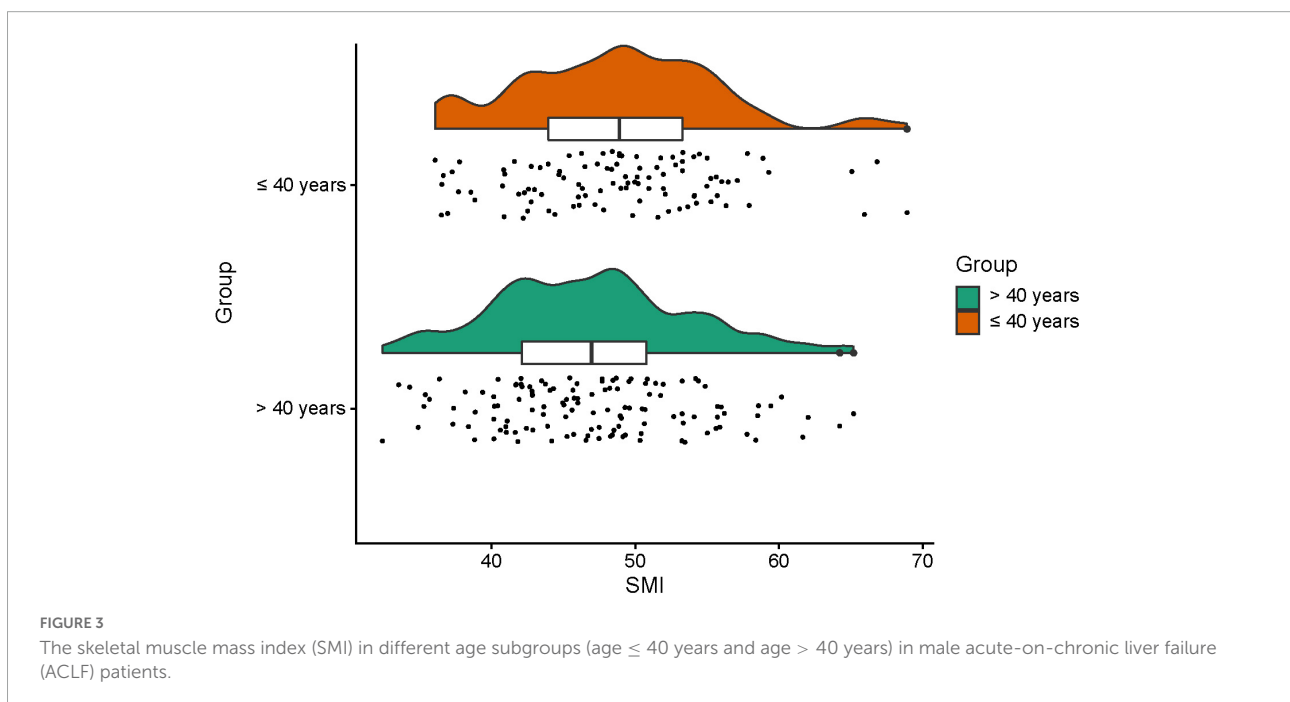 ≤ 40 years
> 40 years
Group
40
50
60
70
SMI
Group
> 40 years
≤ 40 years
FIGURE 3
The skeletal muscle mass index (SMI) in different age subgroups (age ≤ 40 years and age > 40 years) in male acute-on-chronic liver failure
(ACLF) patients.